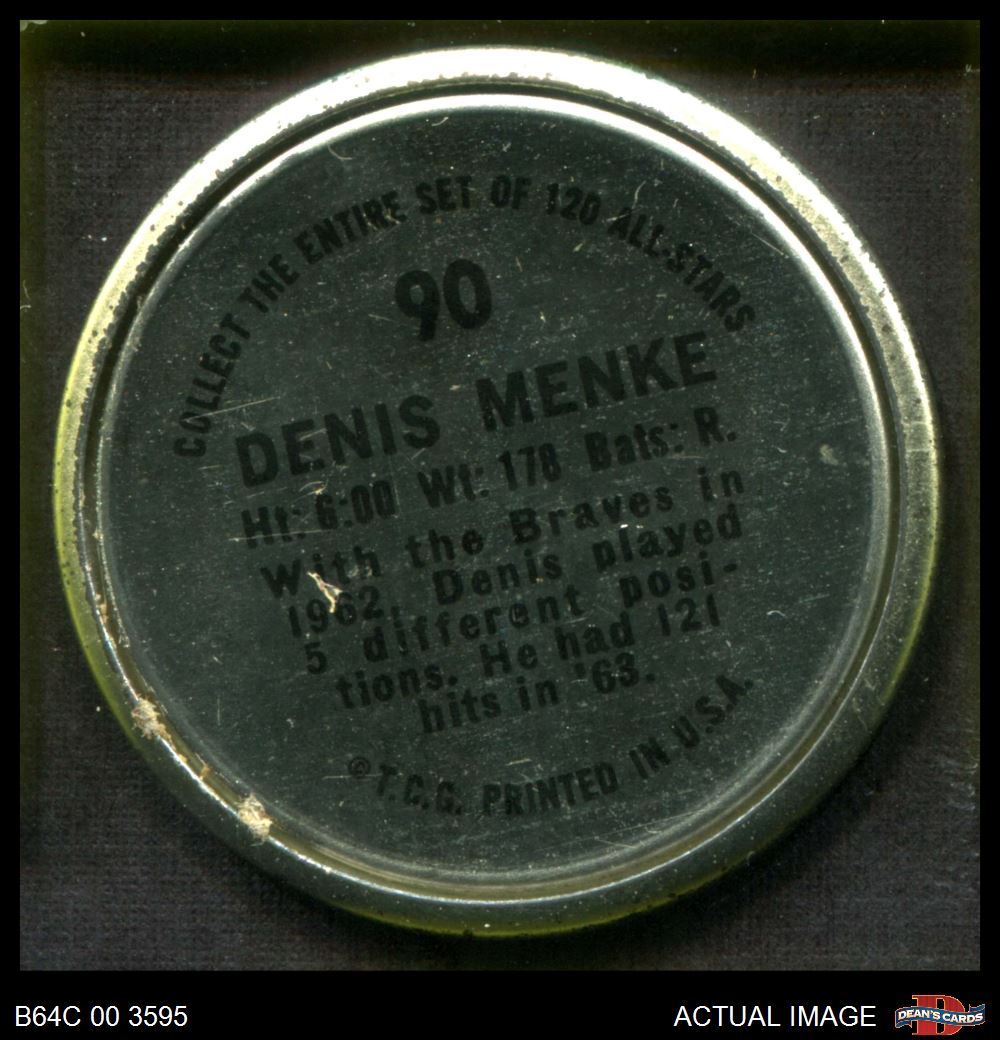 COLLECT THE ENTIRE SET OF 120 ALL-STARS
90
DENIS MENKE
Ht: 6:00 Wt: 178 Bats: R.
With the Braves in
1962, Denis played
5 different posi-
tions. He had 121
hits in '63.
© T.C.G. PRINTED IN U.S.A.
B64C 00 3595
ACTUAL IMAGE
DEAN'S CARDS